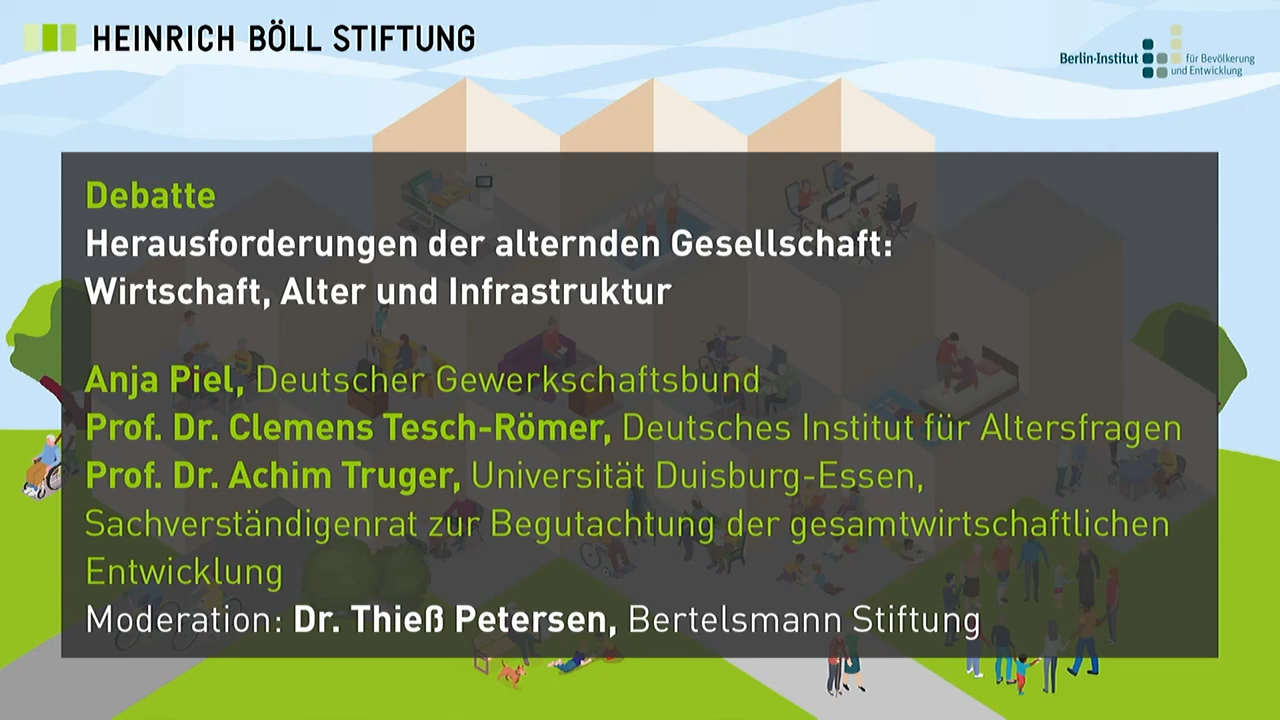 HEINRICH BÖLL STIFTUNG
Berlin-Institut
für Bevölkerung
und Entwicklung
Debatte
Herausforderungen der alternden Gesellschaft:
Wirtschaft, Alter und Infrastruktur
Anja Piel, Deutscher Gewerkschaftsbund
Prof. Dr. Clemens Tesch-Römer, Deutsches Institut für Altersfragen
Prof. Dr. Achim Truger, Universität Duisburg-Essen,
Sachverständigenrat zur Begutachtung der gesamtwirtschaftlichen
Entwicklung
Moderation: Dr. Thieß Petersen, Bertelsmann Stiftung